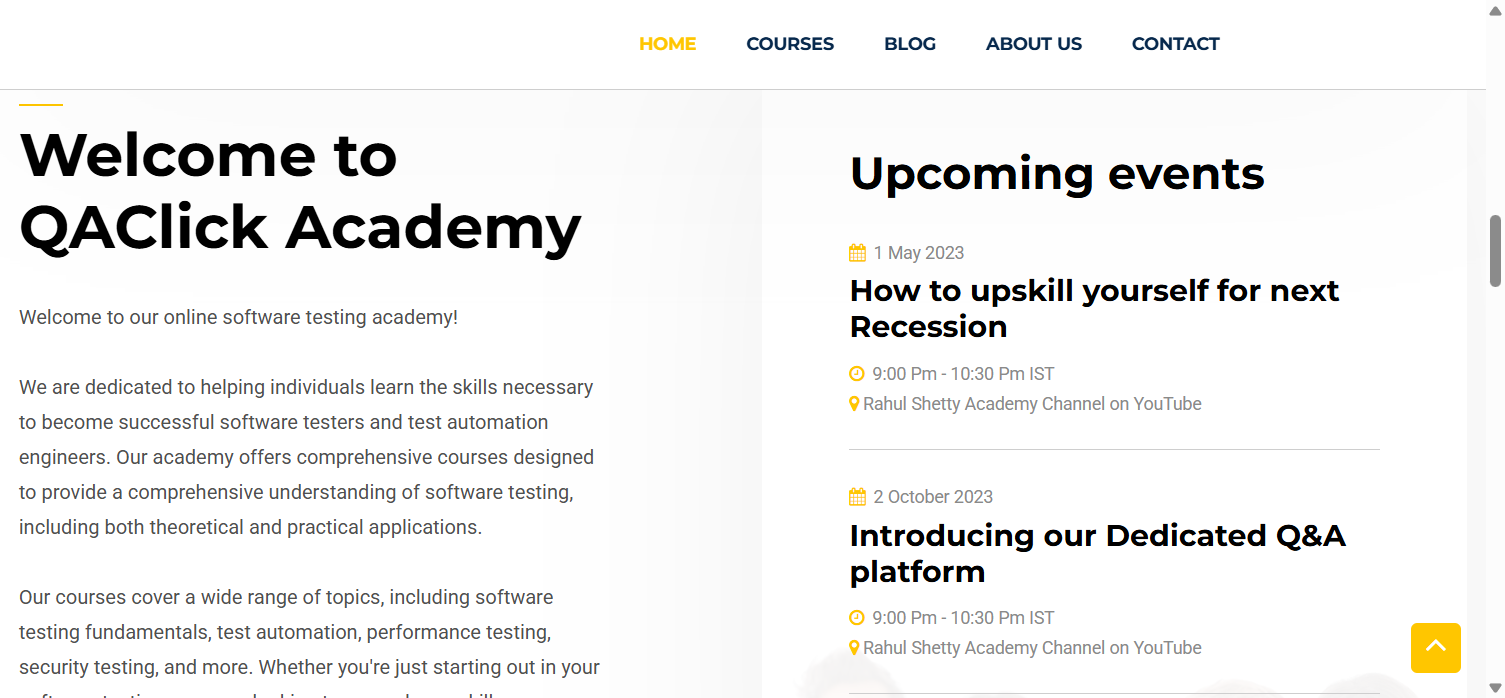 HOME COURSES BLOG ABOUT US CONTACT
Welcome to
QAClick Academy
Welcome to our online software testing academy!
We are dedicated to helping individuals learn the skills necessary
to become successful software testers and test automation
engineers. Our academy offers comprehensive courses designed
to provide a comprehensive understanding of software testing,
including both theoretical and practical applications.
Our courses cover a wide range of topics, including software
testing fundamentals, test automation, performance testing,
security testing, and more. Whether you're just starting out in your
Upcoming events
1 May 2023
How to upskill yourself for next
Recession
9:00 Pm - 10:30 Pm IST
Rahul Shetty Academy Channel on YouTube
2 October 2023
Introducing our Dedicated Q&A
platform
9:00 Pm - 10:30 Pm IST
Rahul Shetty Academy Channel on YouTube